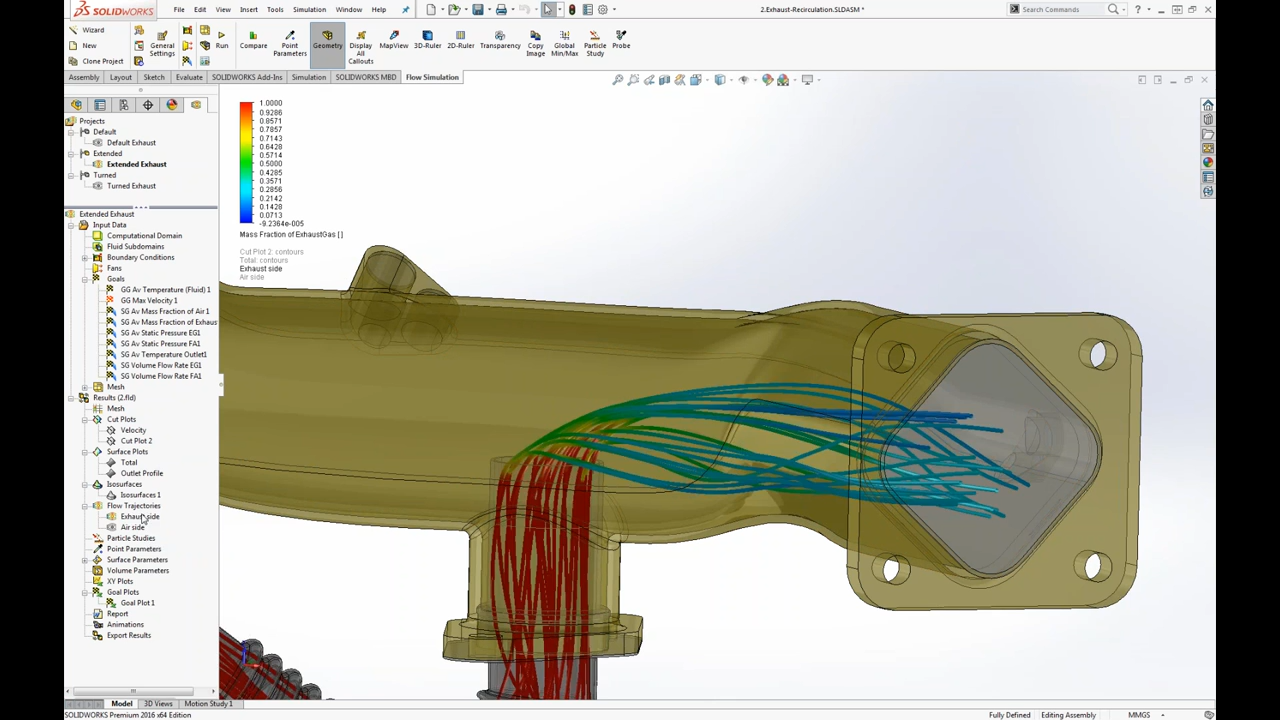 SOLIDWORKS
File
Edit
View
Insert
Tools
Simulation
Window
Help
2.Exhaust-Recirculation.SLDASM *
Search Commands
?
Wizard
New
Clone Project
General Settings
Run
Compare
Point Parameters
Geometry
Display All Callouts
MapView
3D-Ruler
2D-Ruler
Transparency
Copy Image
Global Min/Max
Particle Study
Probe
Assembly
Layout
Sketch
Evaluate
SOLIDWORKS Add-Ins
Simulation
SOLIDWORKS MBD
Flow Simulation
Projects
Default
Default Exhaust
Extended
Extended Exhaust
Turned
Turned Exhaust
Extended Exhaust
Input Data
Computational Domain
Fluid Subdomains
Boundary Conditions
Fans
Goals
GG Av Temperature (Fluid) 1
GG Max Velocity 1
SG Av Mass Fraction of Air 1
SG Av Mass Fraction of Exhaus
SG Av Static Pressure EG1
SG Av Static Pressure FA1
SG Av Temperature Outlet1
SG Volume Flow Rate EG1
SG Volume Flow Rate FA1
Mesh
Results (2.fld)
Mesh
Cut Plots
Velocity
Cut Plot 2
Surface Plots
Total
Outlet Profile
Isosurfaces
Isosurfaces 1
Flow Trajectories
Exhaust side
Air side
Particle Studies
Point Parameters
Surface Parameters
Volume Parameters
XY Plots
Goal Plots
Goal Plot 1
Report
Animations
Export Results
1.0000
0.9286
0.8571
0.7857
0.7143
0.6428
0.5714
0.5000
0.4285
0.3571
0.2856
0.2142
0.1428
0.0713
-9.2364e-005
Mass Fraction of ExhaustGas [ ]
Cut Plot 2: contours
Total: contours
Exhaust side
Air side
Model
3D Views
Motion Study 1
SOLIDWORKS Premium 2016 x64 Edition
Fully Defined
Editing Assembly
MMGS